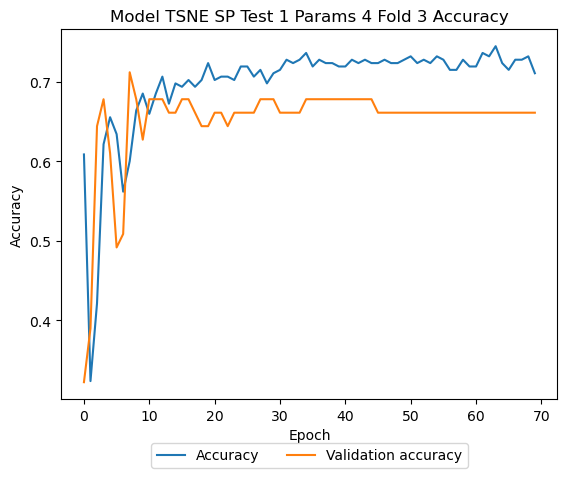 Model TSNE SP Test 1 Params 4 Fold 3 Accuracy
0.7
0.6
0.5
0.4
Accuracy
0 10 20 30 40 50 60 70
Epoch
Accuracy Validation accuracy